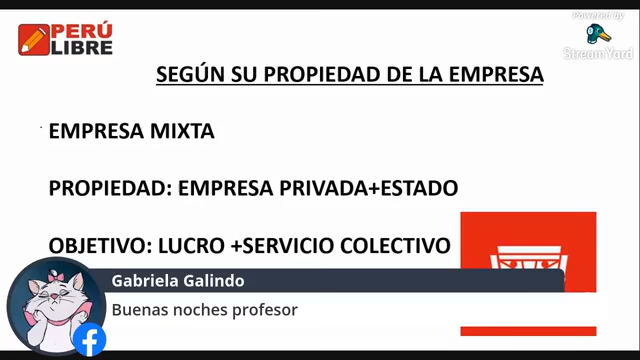 PERÚ
LIBRE
Powered by
StreamYard
SEGÚN SU PROPIEDAD DE LA EMPRESA
EMPRESA MIXTA
PROPIEDAD: EMPRESA PRIVADA+ESTADO
OBJETIVO: LUCRO +SERVICIO COLECTIVO
Gabriela Galindo
Buenas noches profesor